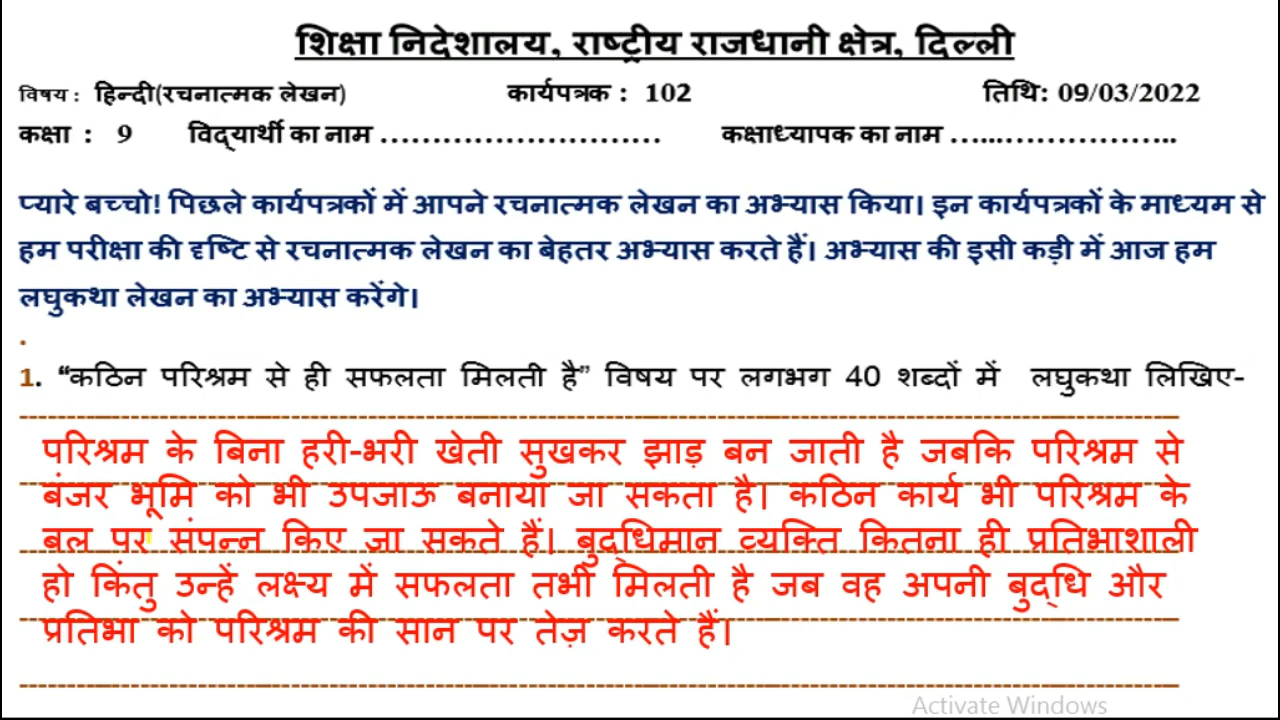 शिक्षा निदेशालय, राष्ट्रीय राजधानी क्षेत्र, दिल्ली
विषय : हिन्दी(रचनात्मक लेखन) कार्यपत्रक : 102 तिथि: 09/03/2022
कक्षा : 9 विद्यार्थी का नाम ........................... कक्षाध्यापक का नाम ........................
प्यारे बच्चो! पिछले कार्यपत्रकों में आपने रचनात्मक लेखन का अभ्यास किया। इन कार्यपत्रकों के माध्यम से
हम परीक्षा की दृष्टि से रचनात्मक लेखन का बेहतर अभ्यास करते हैं। अभ्यास की इसी कड़ी में आज हम
लघुकथा लेखन का अभ्यास करेंगे।
.
1. “कठिन परिश्रम से ही सफलता मिलती है” विषय पर लगभग 40 शब्दों में लघुकथा लिखिए-
परिश्रम के बिना हरी-भरी खेती सुखकर झाड़ बन जाती है जबकि परिश्रम से
बंजर भूमि को भी उपजाऊ बनाया जा सकता है। कठिन कार्य भी परिश्रम के
बल पर संपन्न किए जा सकते हैं। बुद्धिमान व्यक्ति कितना ही प्रतिभाशाली
हो किंतु उन्हें लक्ष्य में सफलता तभी मिलती है जब वह अपनी बुद्धि और
प्रतिभा को परिश्रम की सान पर तेज़ करते हैं।
Activate Windows